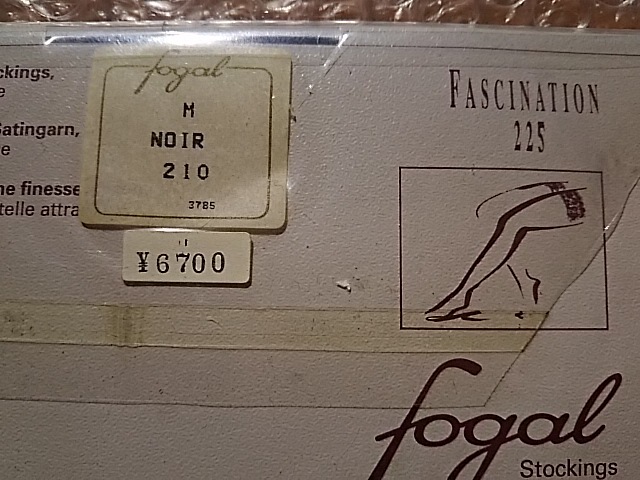 ckings,
e
Satingarn,
e
ne finesse
telle attra
fogal
M
NOIR
210
3785
¥6700
FASCINATION
225
fogal
Stockings